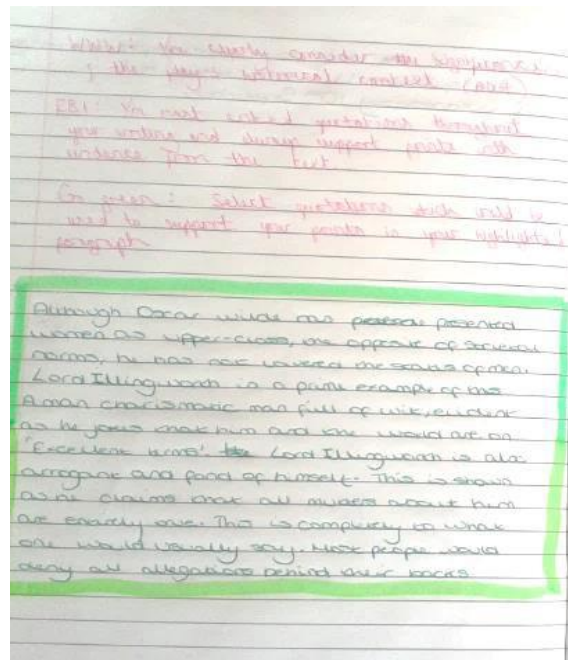 WWW: You clearly consider the significance
of the play's historical context (AO4)
EBI: You must embed quotations throughout
your writing and always support points with
evidence from the text.
Go green: Select quotations which could be
used to support your points in your highlighted
paragraph
Although Oscar Wilde has presented
women as upper-class, the opposite of societal
norms, he has not lowered the status of men.
Lord Illingworth is a prime example of this
A man charismatic man full of wit, evident
as he jokes that him and the world are on
'Excellent terms'. Lord Illingworth is also
arrogant and fond of himself. This is shown
as he claims that all about him
are entirely true. This is completely to what
one would usually say. Most people would
deny all allegations behind their backs